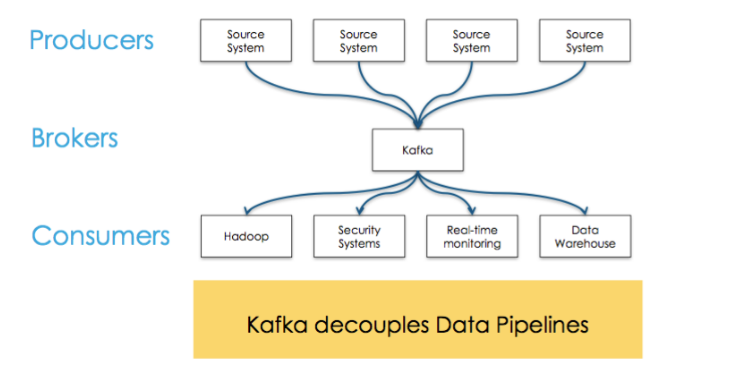 Producers
Source
System
Source
System
Source
System
Source
System
Brokers
Kafka
Consumers
Hadoop
Security
Systems
Real-time
monitoring
Data
Warehouse
Kafka decouples Data Pipelines